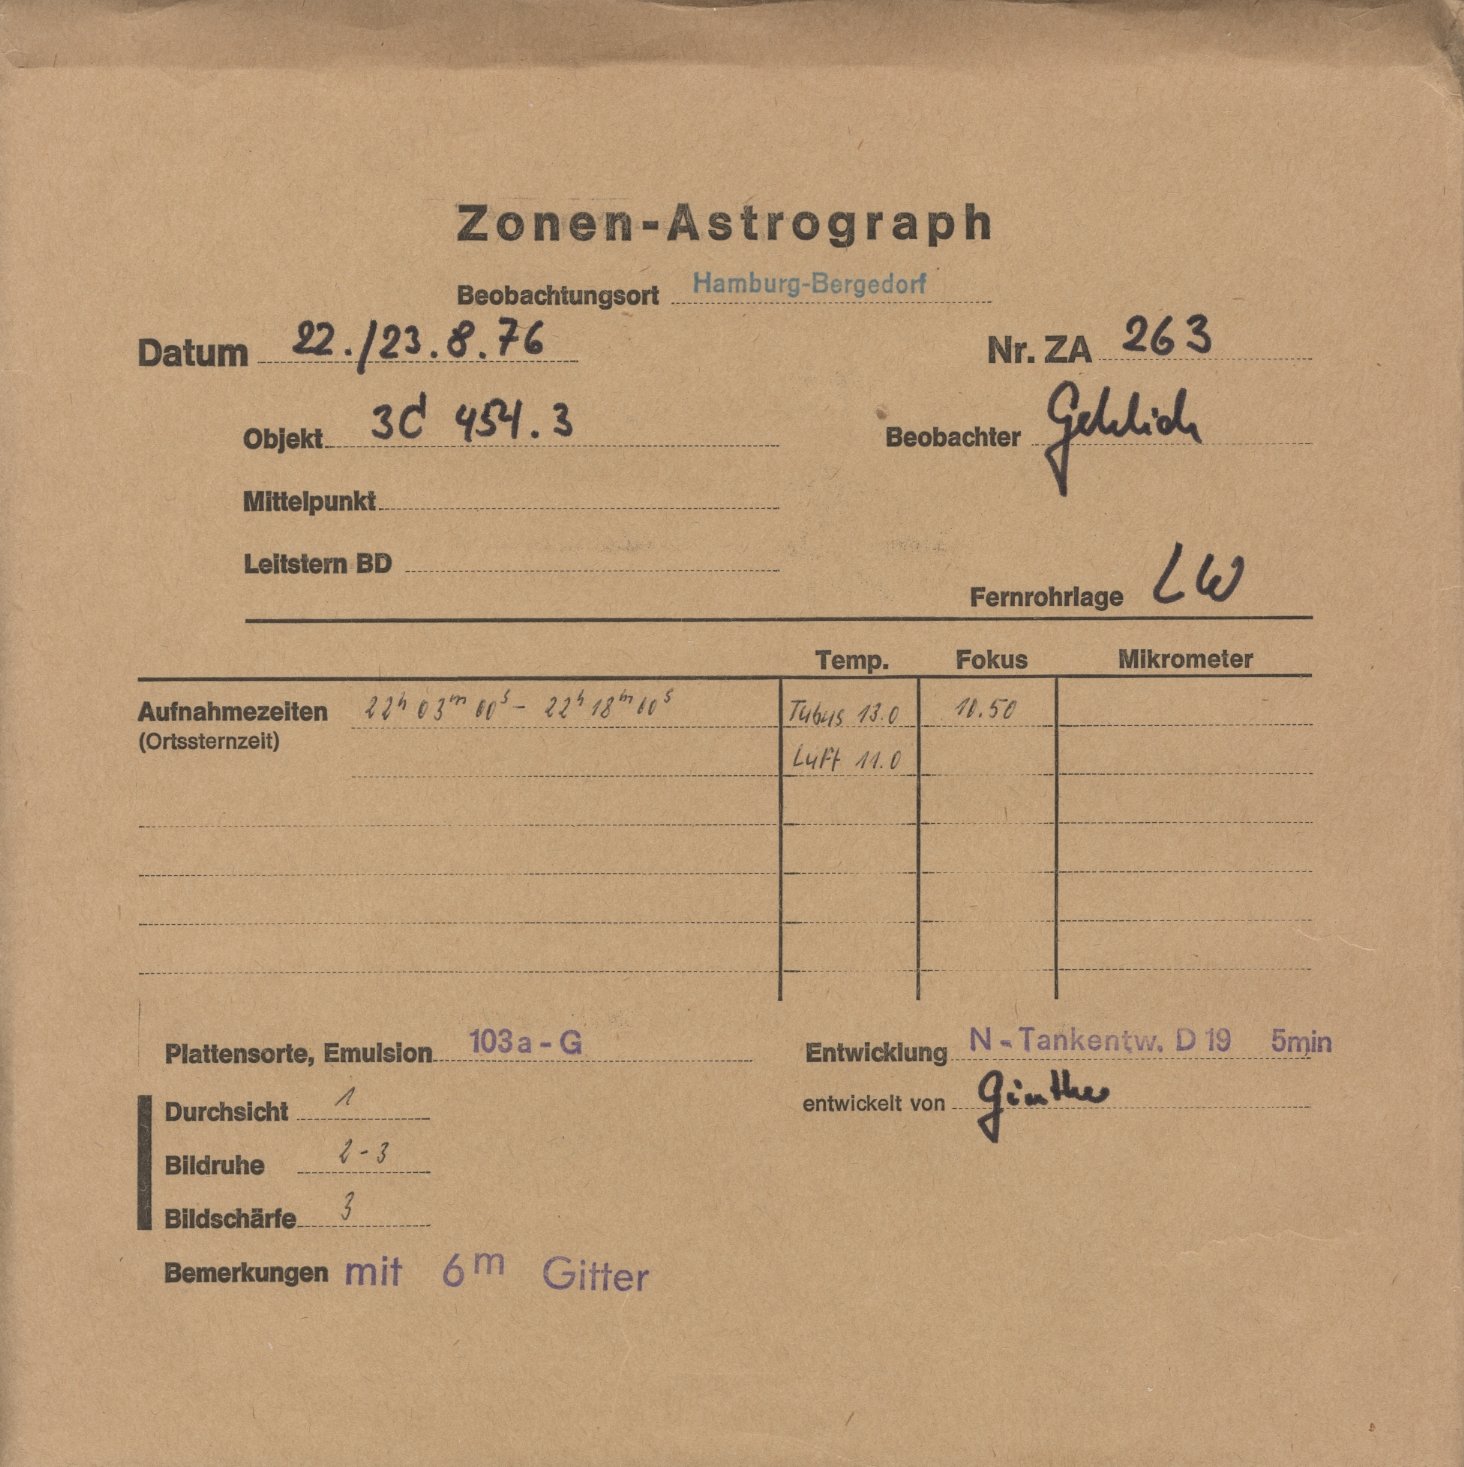 Zonen-Astrograph
Beobachtungsort Hamburg-Bergedorf
Datum 22./23.8.76 Nr. ZA 263
Objekt 3C 454.3 Beobachter Gehlich
Mittelpunkt
Leitstern BD
Fernrohrlage LW
Temp. Fokus Mikrometer
Aufnahmezeiten 22h 03m 00s - 22h 18m 00s Tubus 13.0 10.50
(Ortssternzeit)
Luft 11.0
Plattensorte, Emulsion 103a-G Entwicklung N-Tankentw. D19 5min
Durchsicht 1 entwickelt von Günther
Bildruhe 2-3
Bildschärfe 3
Bemerkungen mit 6m Gitter